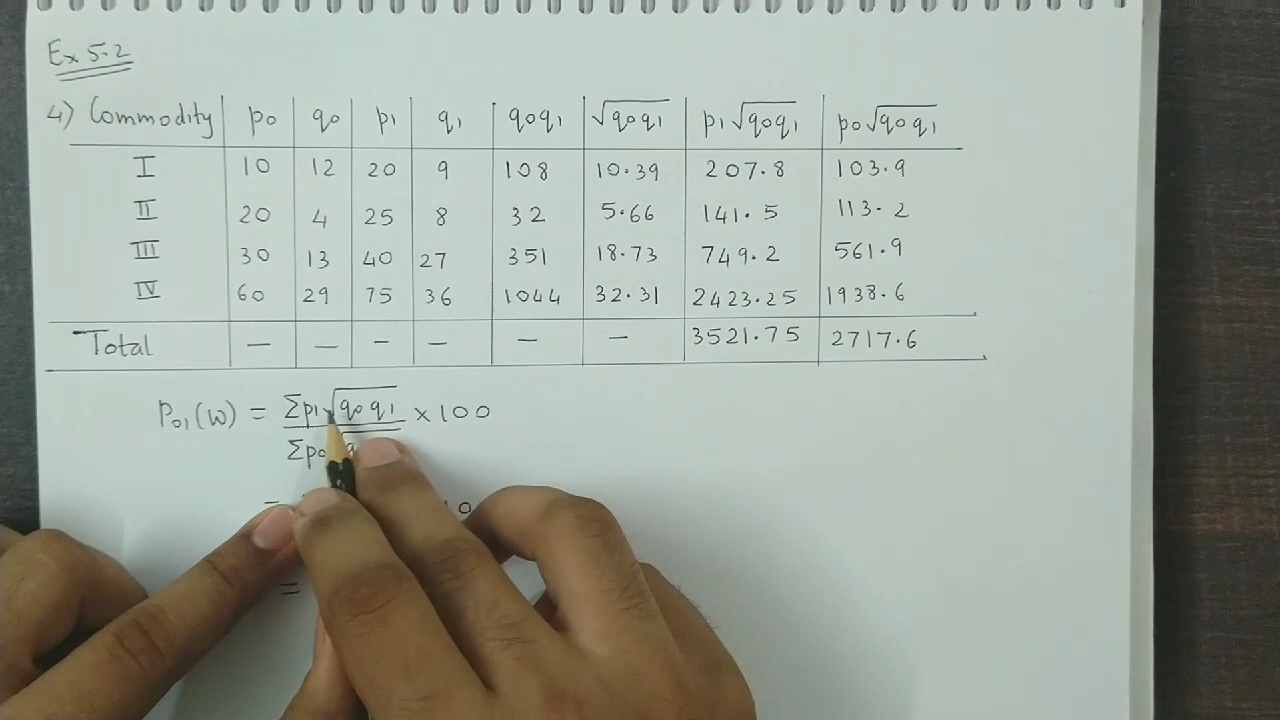 Ex 5.2
4) Commodity p0 q0 p1 q1 q0q1 √q0q1 p1√q0q1 p0√q0q1
I 10 12 20 9 108 10.39 207.8 103.9
II 20 4 25 8 32 5.66 141.5 113.2
III 30 13 40 27 351 18.73 749.2 561.9
IV 60 29 75 36 1044 32.31 2423.25 1938.6
Total — — — — — — 3521.75 2717.6
P01(W) = Σp1√q0q1 × 100
Σp0
=
=